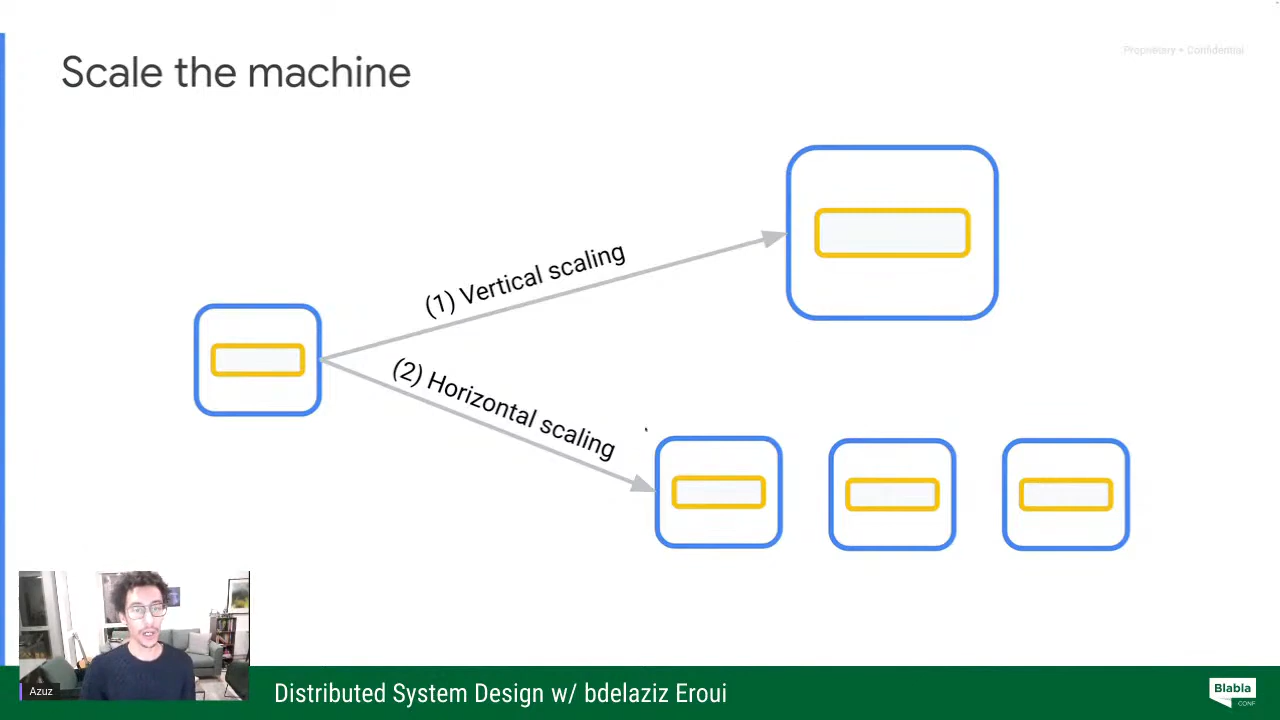 Scale the machine
Proprietary + Confidential
(1) Vertical scaling
(2) Horizontal scaling
Azuz
Distributed System Design w/ bdelaziz Eroui
Blabla
CONF